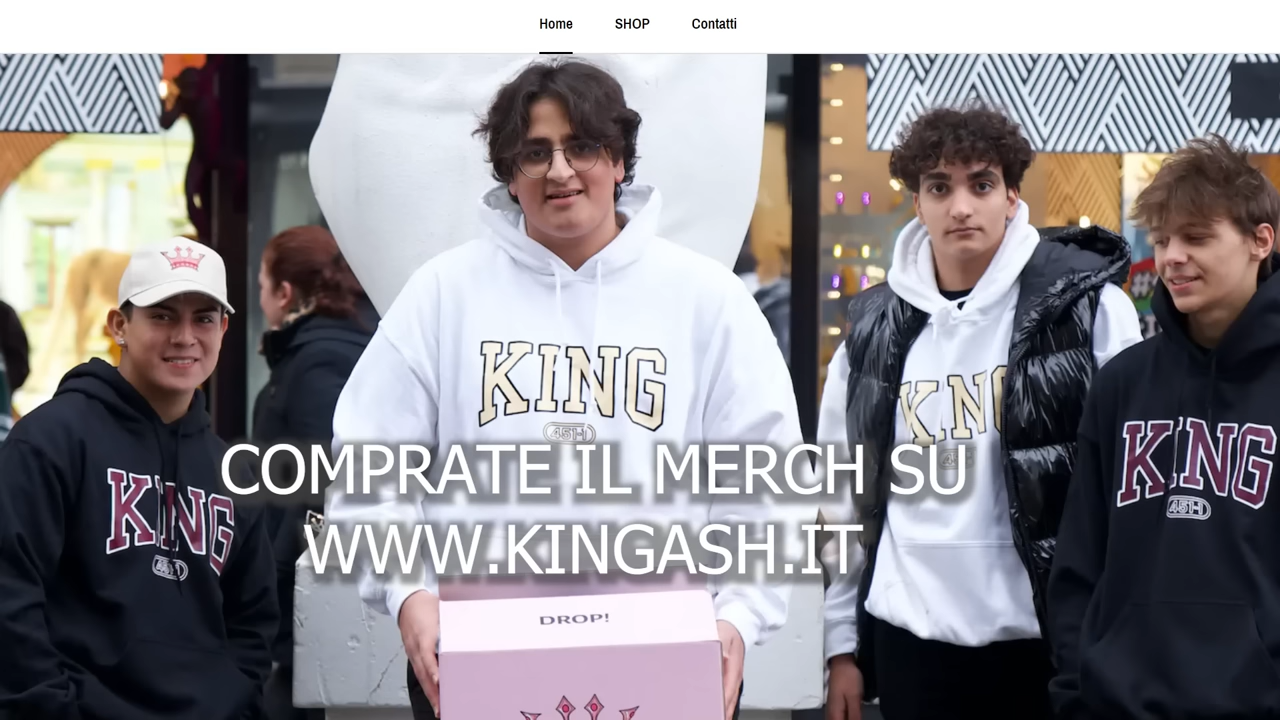 Home SHOP Contatti
KING
45H
KING
KING
45H
KING
45H
COMPRATE IL MERCH SU
WWW.KINGASH.IT
DROP!